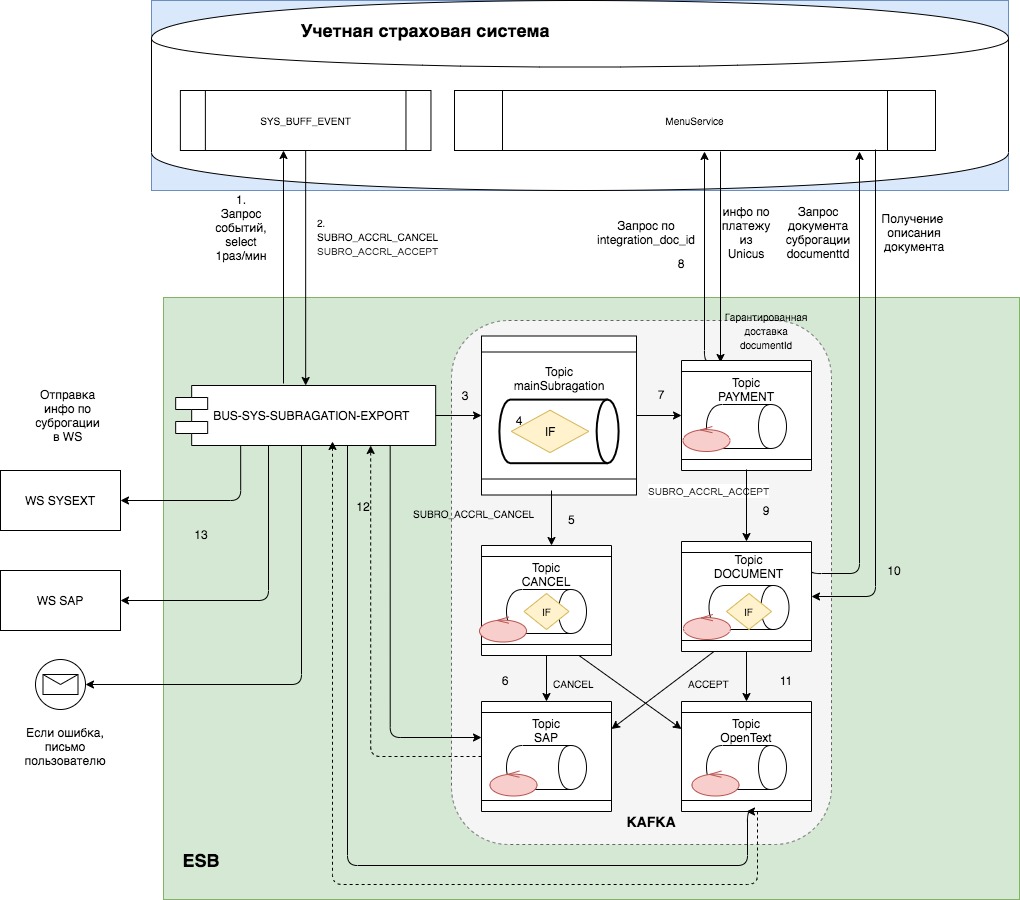 Учетная страховая система
SYS_BUFF_EVENT
MenuService
1.
Запрос
событий,
select
1раз/мин
2.
SUBRO_ACCRL_CANCEL
SUBRO_ACCRL_ACCEPT
Запрос по
integration_doc_id
8
инфо по
платежу
из
Unicus
Запрос
документа
суброгации
documenttd
Получение
описания
документа
Гарантированная
доставка
documentId
Отправка
инфо по
суброгации
в WS
BUS-SYS-SUBRAGATION-EXPORT
3
Topic
mainSubragation
4
IF
7
Topic
PAYMENT
WS SYSEXT
12
13
SUBRO_ACCRL_CANCEL
5
SUBRO_ACCRL_ACCEPT
9
Topic
CANCEL
IF
Topic
DOCUMENT
IF
10
WS SAP
6
CANCEL
ACCEPT
11
Если ошибка,
письмо
пользователю
Topic
SAP
Topic
OpenText
KAFKA
ESB